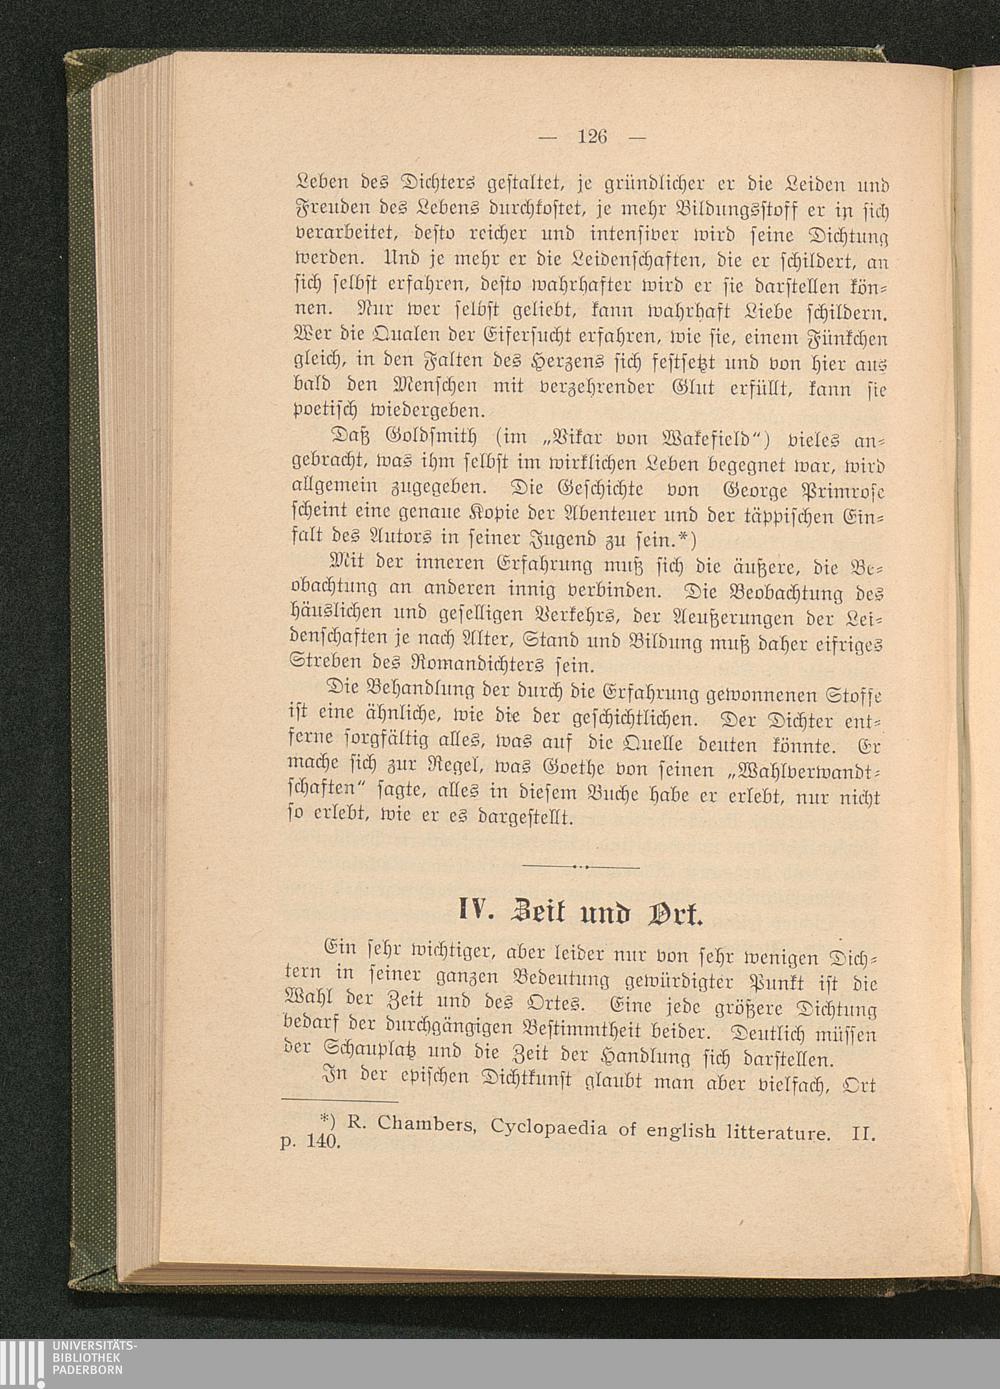 — 126 —
Leben des Dichters gestaltet, je gründlicher er die Leiden und
Freuden des Lebens durchkostet, je mehr Bildungsstoff er in sich
verarbeitet, desto reicher und intensiver wird seine Dichtung
werden. Und je mehr er die Leidenschaften, die er schildert, an
sich selbst erfahren, desto wahrhafter wird er sie darstellen kön-
nen. Nur wer selbst geliebt, kann wahrhaft Liebe schildern.
Wer die Qualen der Eifersucht erfahren, wie sie, einem Fünkchen
gleich, in den Falten des Herzens sich festsetzt und von hier aus
bald den Menschen mit verzehrender Glut erfüllt, kann sie
poetisch wiedergeben.
Daß Goldsmith (im „Vikar von Wakefield“) vieles an-
gebracht, was ihm selbst im wirklichen Leben begegnet war, wird
allgemein zugegeben. Die Geschichte von George Primrose
scheint eine genaue Kopie der Abenteuer und der täppischen Ein-
falt des Autors in seiner Jugend zu sein.*)
Mit der inneren Erfahrung muß sich die äußere, die Be-
obachtung an anderen innig verbinden. Die Beobachtung des
häuslichen und geselligen Verkehrs, der Aeußerungen der Lei-
denschaften je nach Alter, Stand und Bildung muß daher eifriges
Streben des Romandichters sein.
Die Behandlung der durch die Erfahrung gewonnenen Stoffe
ist eine ähnliche, wie die der geschichtlichen. Der Dichter ent-
ferne sorgfältig alles, was auf die Quelle deuten könnte. Er
mache sich zur Regel, was Goethe von seinen „Wahlverwandt-
schaften“ sagte, alles in diesem Buche habe er erlebt, nur nicht
so erlebt, wie er es dargestellt.
IV. Zeit und Ort.
Ein sehr wichtiger, aber leider nur von sehr wenigen Dich-
tern in seiner ganzen Bedeutung gewürdigter Punkt ist die
Wahl der Zeit und des Ortes. Eine jede größere Dichtung
bedarf der durchgängigen Bestimmtheit beider. Deutlich müssen
der Schauplatz und die Zeit der Handlung sich darstellen.
In der epischen Dichtkunst glaubt man aber vielfach, Ort
*) R. Chambers, Cyclopaedia of english litterature. II.
p. 140.
UNIVERSITÄTS-
BIBLIOTHEK
PADERBORN